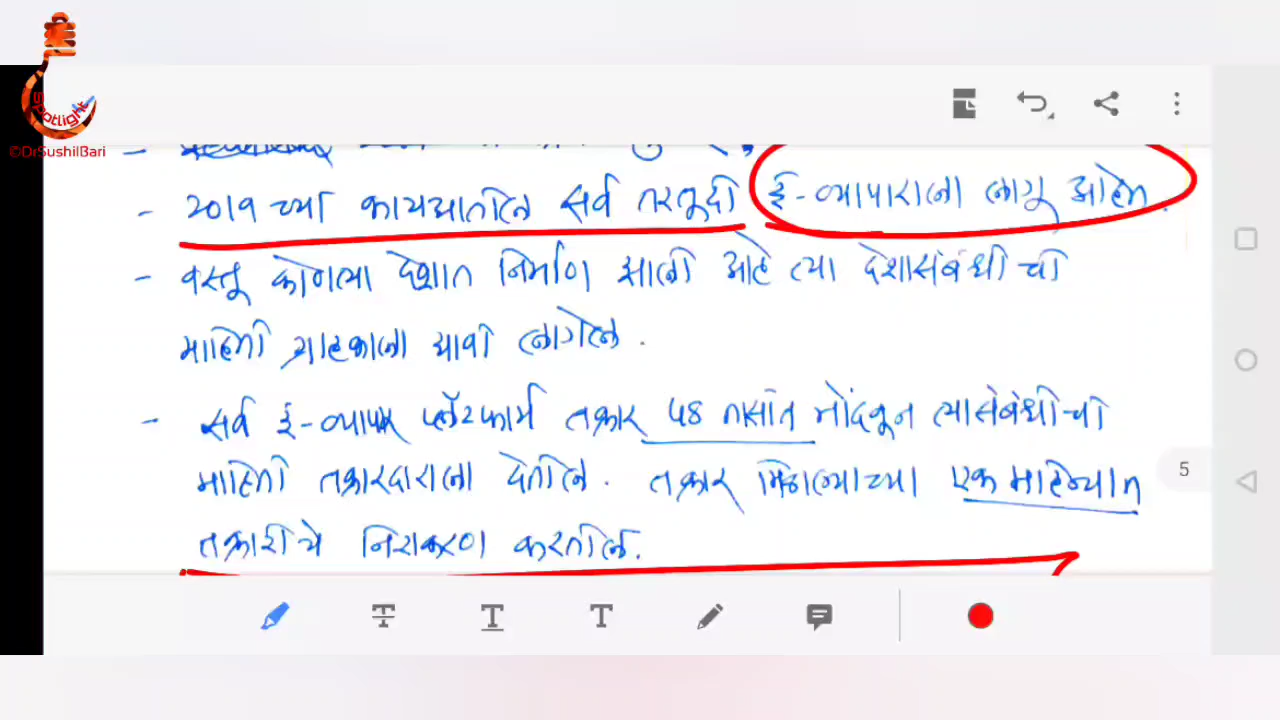 Spotlight
©DrSushilBari
- २०१९ च्या कायद्यातील सर्व तरतूदी ई-व्यापाराला लागू आहेत.
- वस्तू कोणत्या देशात निर्माण झाली आहे त्या देशासंबंधीची
माहिती ग्राहकाला द्यावी लागेल.
- सर्व ई-व्यापार प्लॅटफार्म तक्रार ४८ तासांत नोंदवून त्यासंबंधीची
माहिती तक्रारदाराला देतील. तक्रार मिळाल्याच्या एक महिन्यात
तक्रारीचे निराकरण करतील.
5